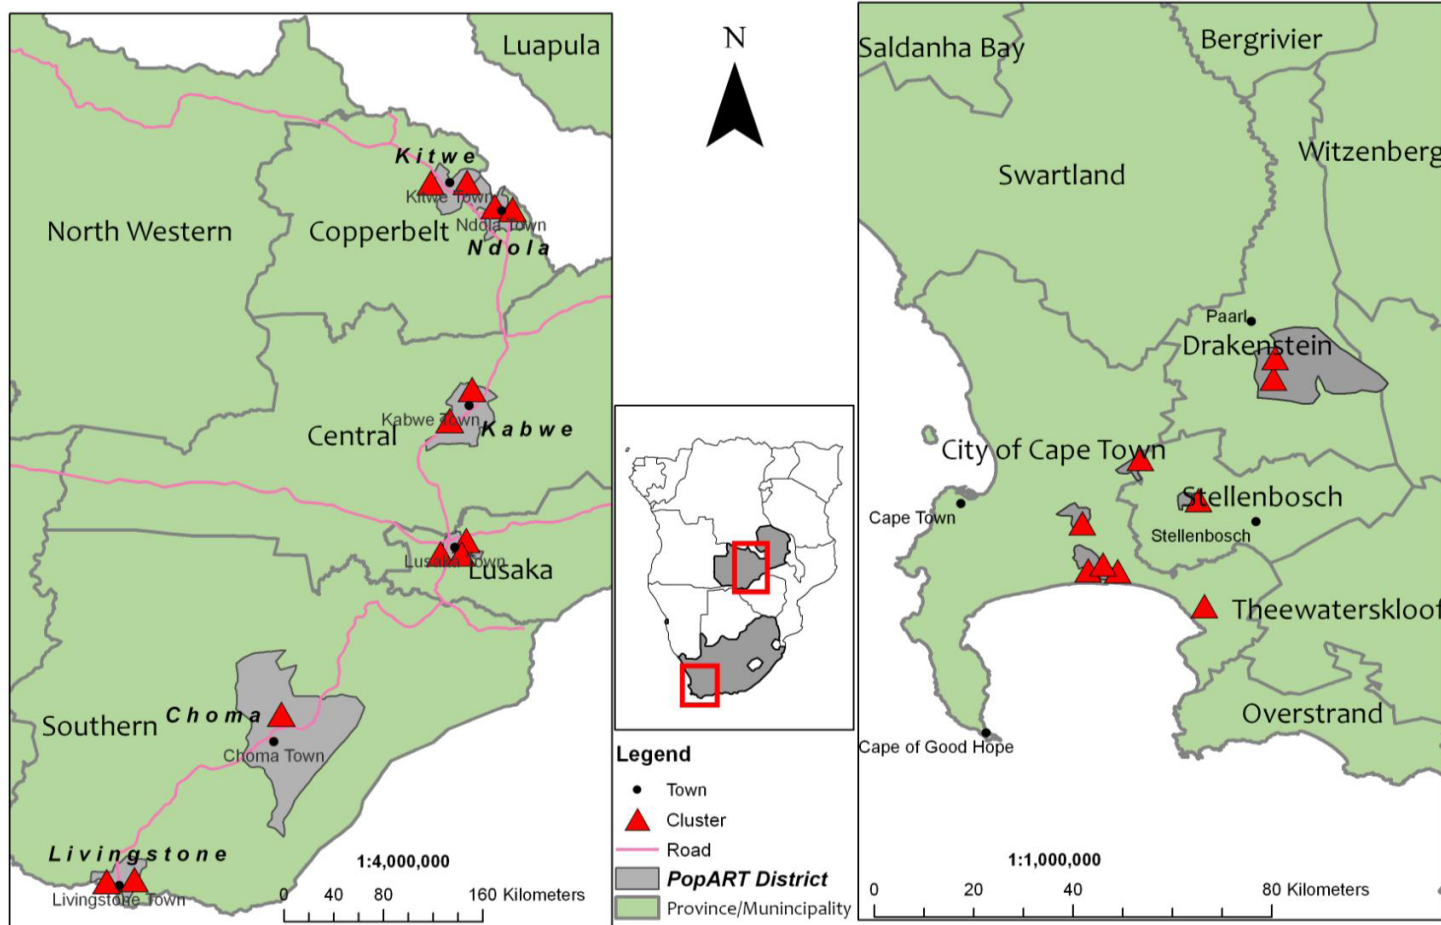 Luapula
Kitwe
Kitwe Town
North Western
Copperbelt
Ndola Town
Ndola
Kabwe Town
Central
Kabwe
Lusaka Town
Lusaka
Southern
Choma
Choma Town
Livingstone
Livingstone Town
1:4,000,000
0 40 80 160 Kilometers
N
Legend
Town
Cluster
Road
PopART District
Province/Munincipality
Saldanha Bay
Bergrivier
Swartland
Witzenberg
Paarl
Drakenstein
City of Cape Town
Stellenbosch
Cape Town
Stellenbosch
Theewaterskloof
Overstrand
Cape of Good Hope
1:1,000,000
0 20 40 80 Kilometers